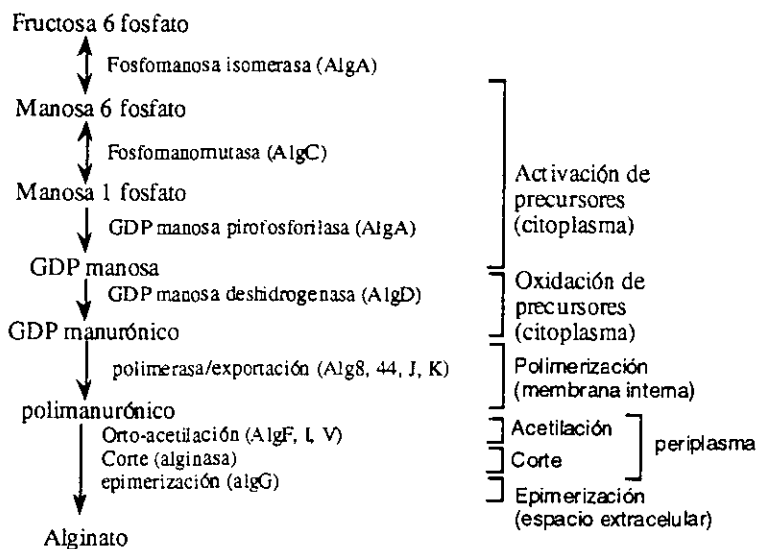 Fructosa 6 fosfato
Fosfomanosa isomerasa (AlgA)
Manosa 6 fosfato
Fosfomanomutasa (AlgC)
Manosa 1 fosfato
GDP manosa pirofosforilasa (AlgA)
GDP manosa
GDP manosa deshidrogenasa (AlgD)
GDP manurónico
polimerasa/exportación (Alg8, 44, J, K)
polimanurónico
Orto-acetilación (AlgF, I, V)
Corte (alginasa)
epimerización (algG)
Alginato
Activación de
precursores
(citoplasma)
Oxidación de
precursores
(citoplasma)
Polimerización
(membrana interna)
Acetilación
Corte
periplasma
Epimerización
(espacio extracelular)